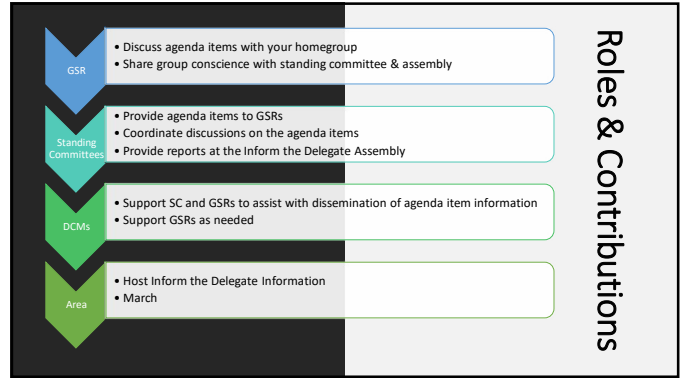 GSR
• Discuss agenda items with your homegroup
• Share group conscience with standing committee & assembly
Standing
Committees
• Provide agenda items to GSRs
• Coordinate discussions on the agenda items
• Provide reports at the Inform the Delegate Assembly
DCMs
• Support SC and GSRs to assist with dissemination of agenda item information
• Support GSRs as needed
Area
• Host Inform the Delegate Information
• March
Roles & Contributions